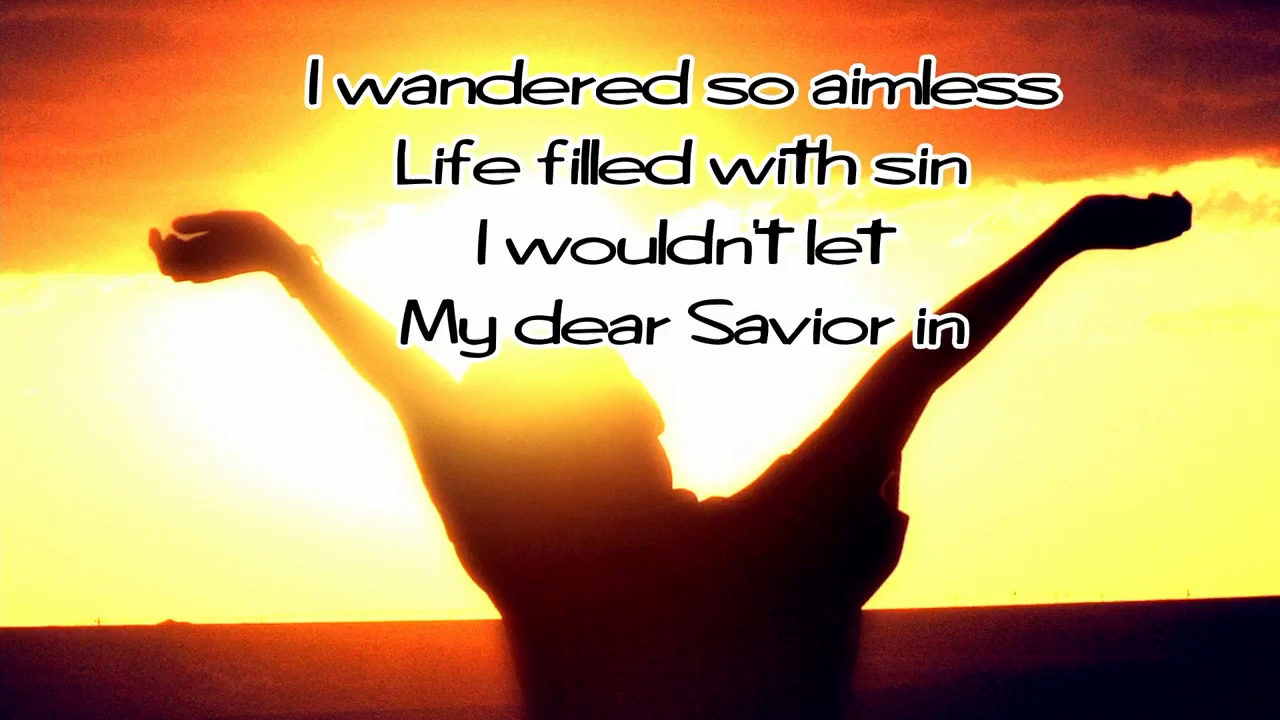 I wandered so aimless
Life filled with sin
I wouldn't let
My dear Savior in